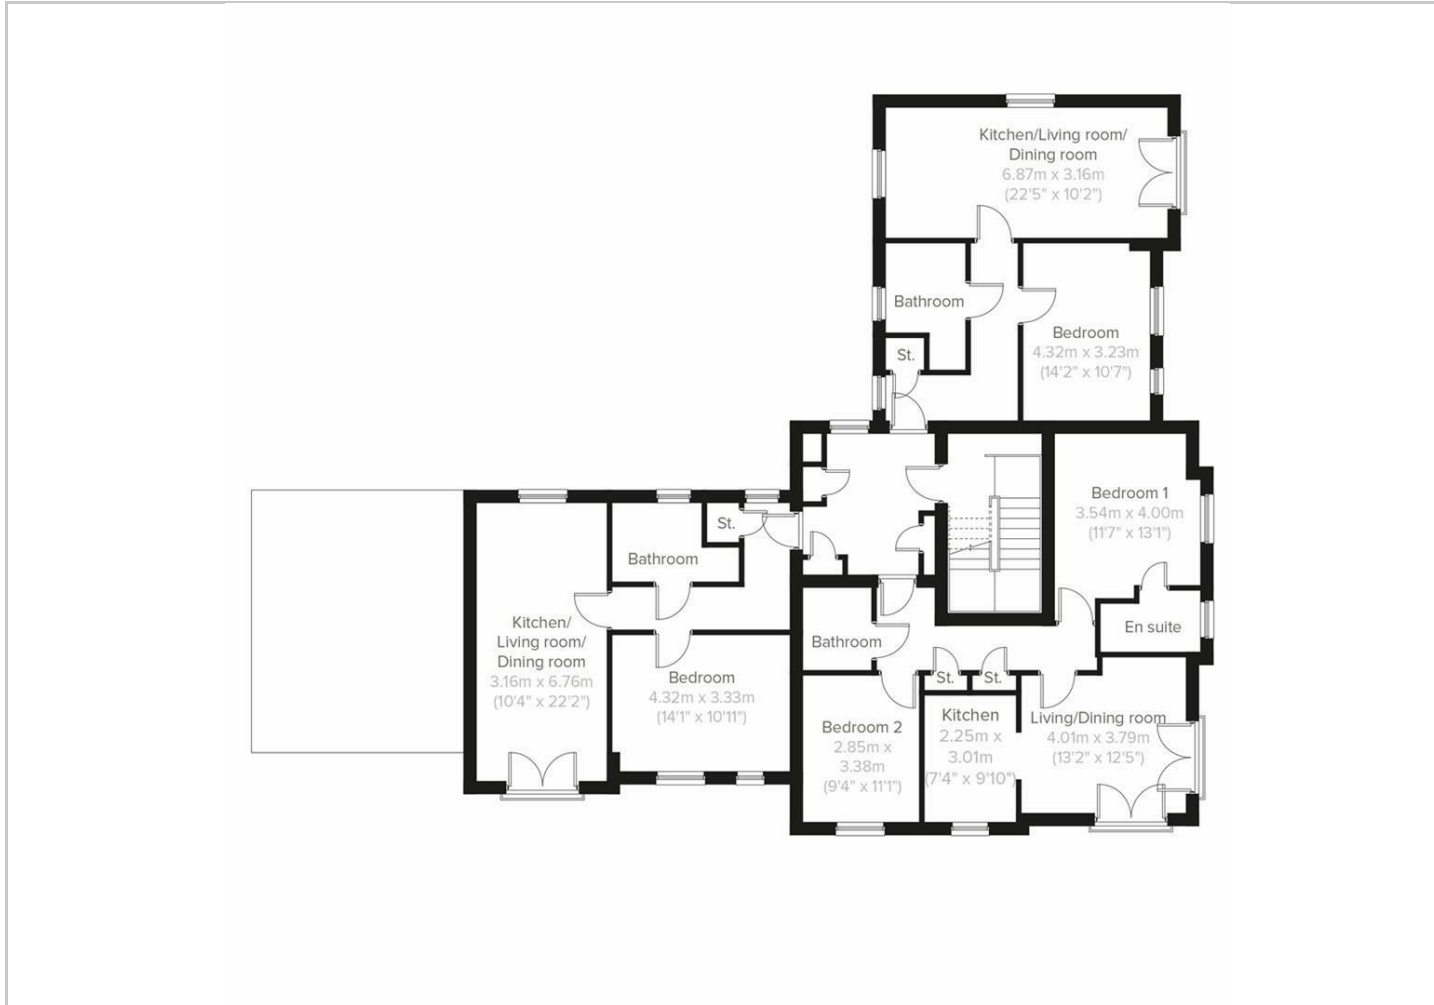 Kitchen/Living room/
Dining room
6.87m x 3.16m
(22'5" x 10'2")
Bathroom
St.
Bedroom
4.32m x 3.23m
(14'2" x 10'7")
Bedroom 1
3.54m x 4.00m
(11'7" x 13'1")
En suite
St.
Bathroom
Kitchen/
Living room/
Dining room
3.16m x 6.76m
(10'4" x 22'2")
Bedroom
4.32m x 3.33m
(14'1" x 10'11")
Bathroom
St.
St.
Bedroom 2
2.85m x
3.38m
(9'4" x 11'1")
Kitchen
2.25m x
3.01m
(7'4" x 9'10")
Living/Dining room
4.01m x 3.79m
(13'2" x 12'5")